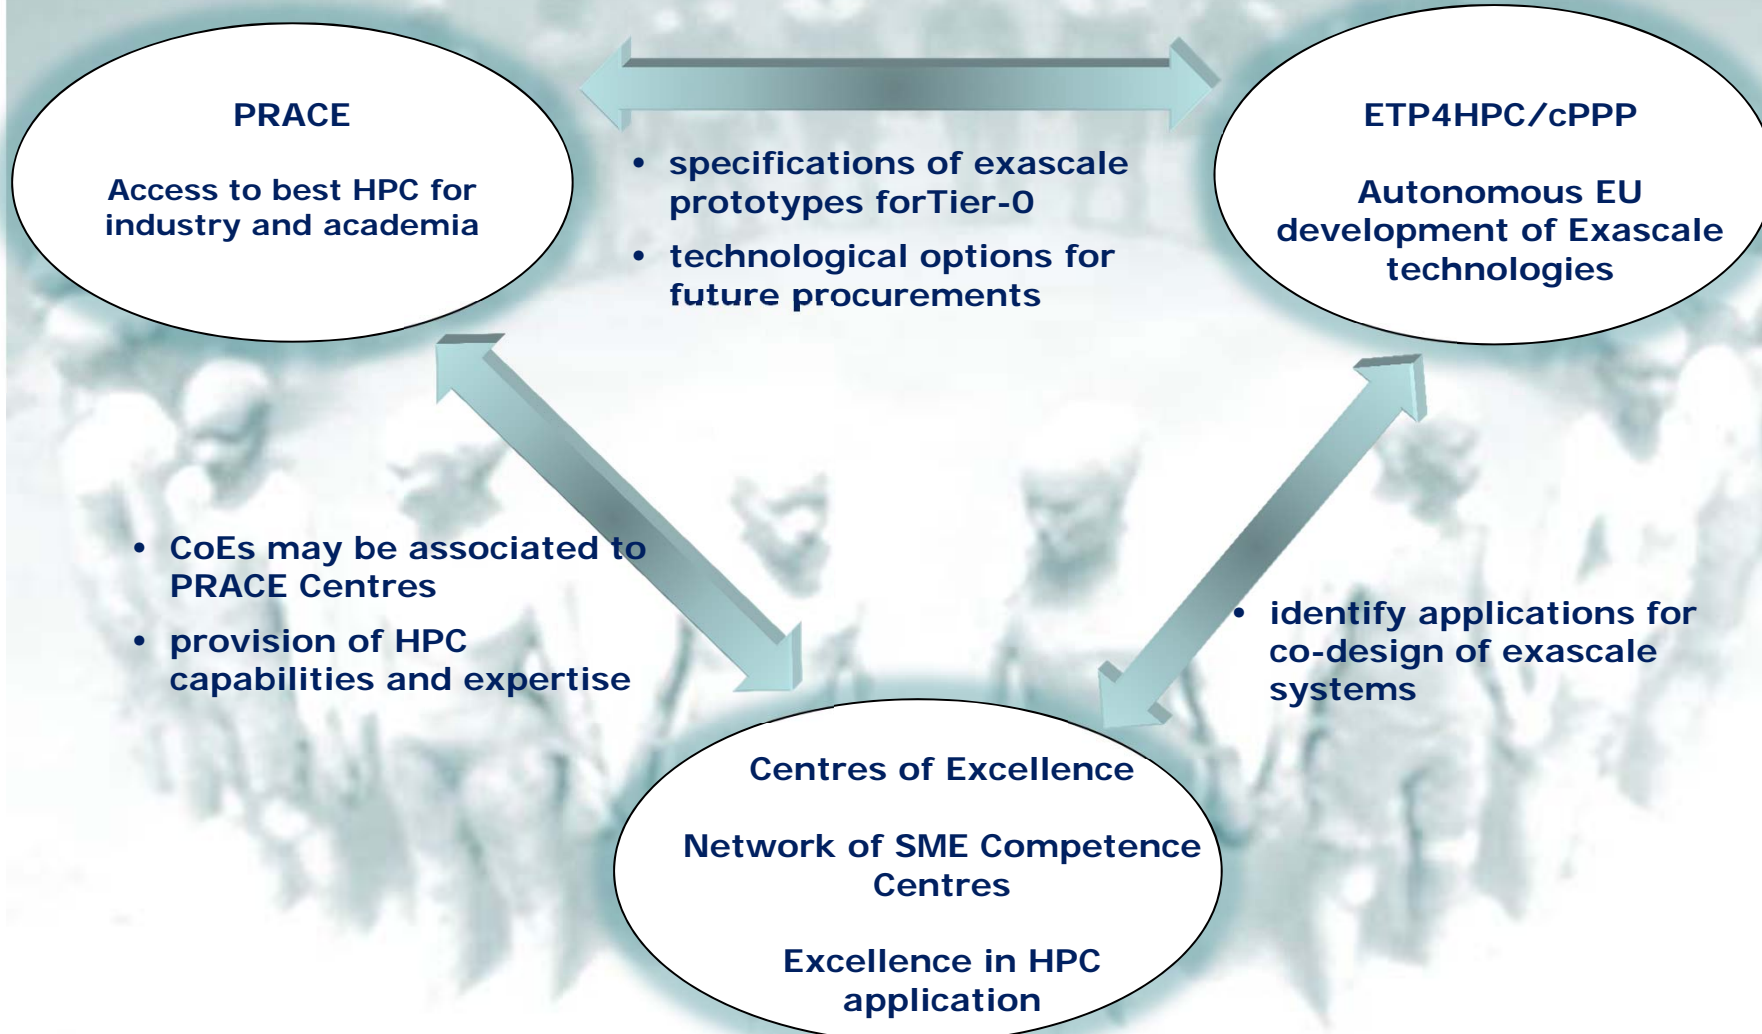 PRACE
Access to best HPC for
industry and academia
• specifications of exascale
prototypes forTier-0
• technological options for
future procurements
ETP4HPC/cPPP
Autonomous EU
development of Exascale
technologies
• CoEs may be associated to
PRACE Centres
• provision of HPC
capabilities and expertise
• identify applications for
co-design of exascale
systems
Centres of Excellence
Network of SME Competence
Centres
Excellence in HPC
application